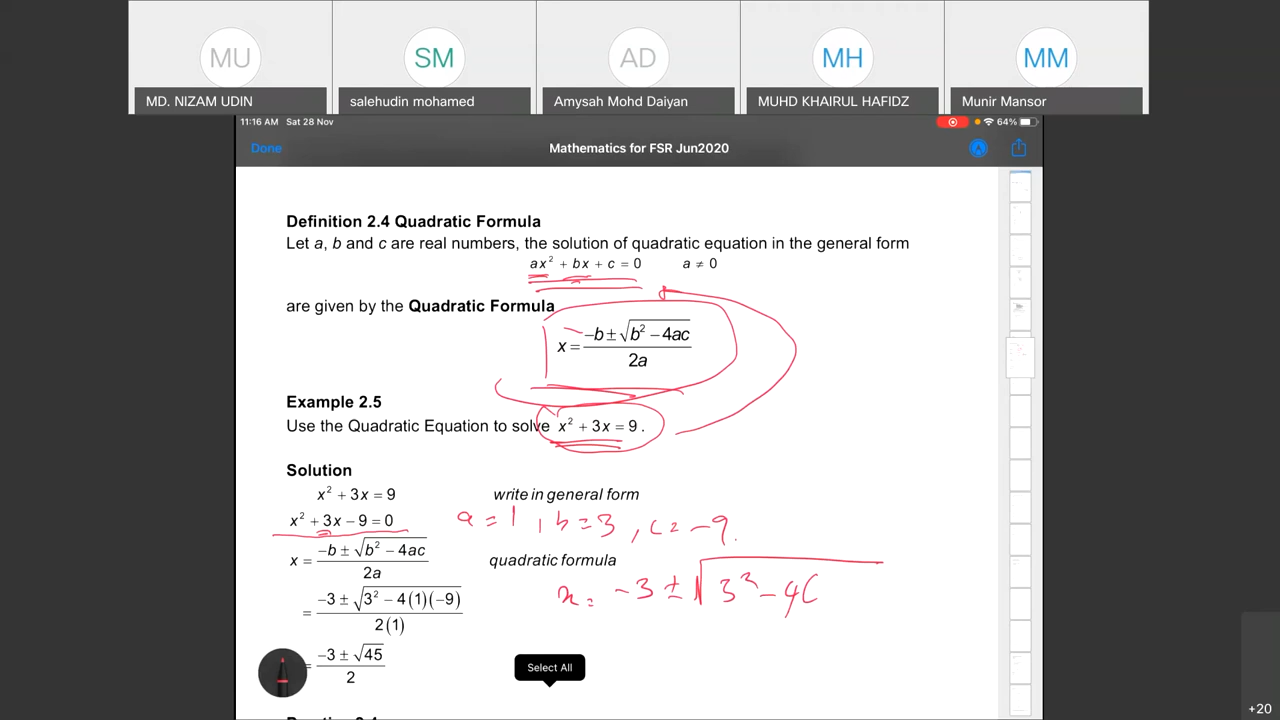 MU SM AD MH MM
MD. NIZAM UDIN salehudin mohamed Amysah Mohd Daiyan MUHD KHAIRUL HAFIDZ Munir Mansor
11:16 AM Sat 28 Nov 64%
Done Mathematics for FSR Jun2020
Definition 2.4 Quadratic Formula
Let a, b and c are real numbers, the solution of quadratic equation in the general form
ax² + bx + c = 0 a ≠ 0
are given by the Quadratic Formula
x = (-b ± √(b² - 4ac)) / 2a
Example 2.5
Use the Quadratic Equation to solve x² + 3x = 9 .
Solution
x² + 3x = 9 write in general form
x² + 3x - 9 = 0 a = 1 , b = 3 , c = -9.
x = (-b ± √(b² - 4ac)) / 2a quadratic formula
= (-3 ± √(3² - 4(1)(-9))) / 2(1) x = -3 ± √3² - 4(
= (-3 ± √45) / 2
Select All
+20